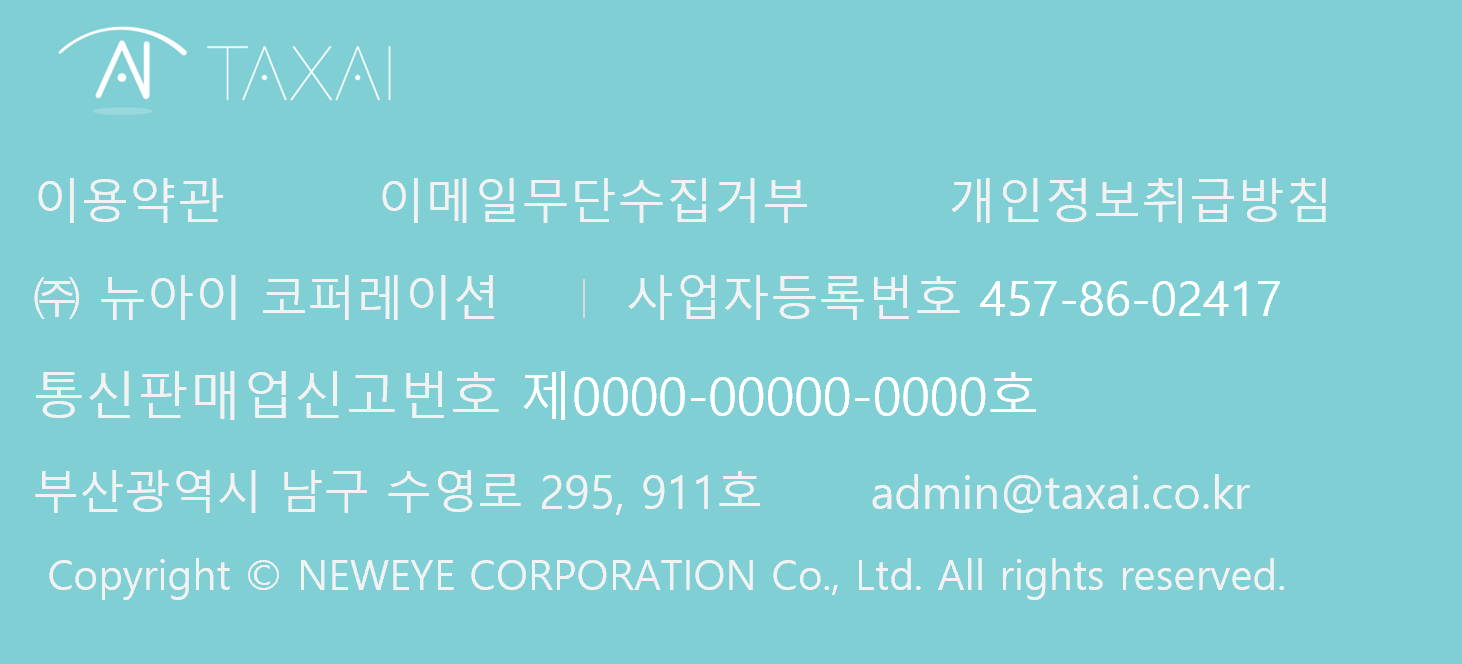 AI TAXAI
이용약관 이메일무단수집거부 개인정보취급방침
㈜ 뉴아이 코퍼레이션 | 사업자등록번호 457-86-02417
통신판매업신고번호 제0000-00000-0000호
부산광역시 남구 수영로 295, 911호 admin@taxai.co.kr
Copyright © NEWEYE CORPORATION Co., Ltd. All rights reserved.